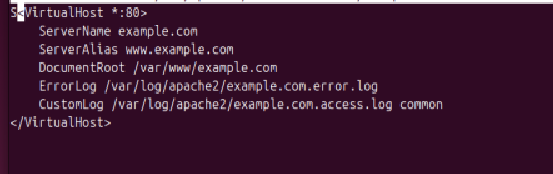 S<VirtualHost *:80>
    ServerName example.com
    ServerAlias www.example.com
    DocumentRoot /var/www/example.com
    ErrorLog /var/log/apache2/example.com.error.log
    CustomLog /var/log/apache2/example.com.access.log common
</VirtualHost>